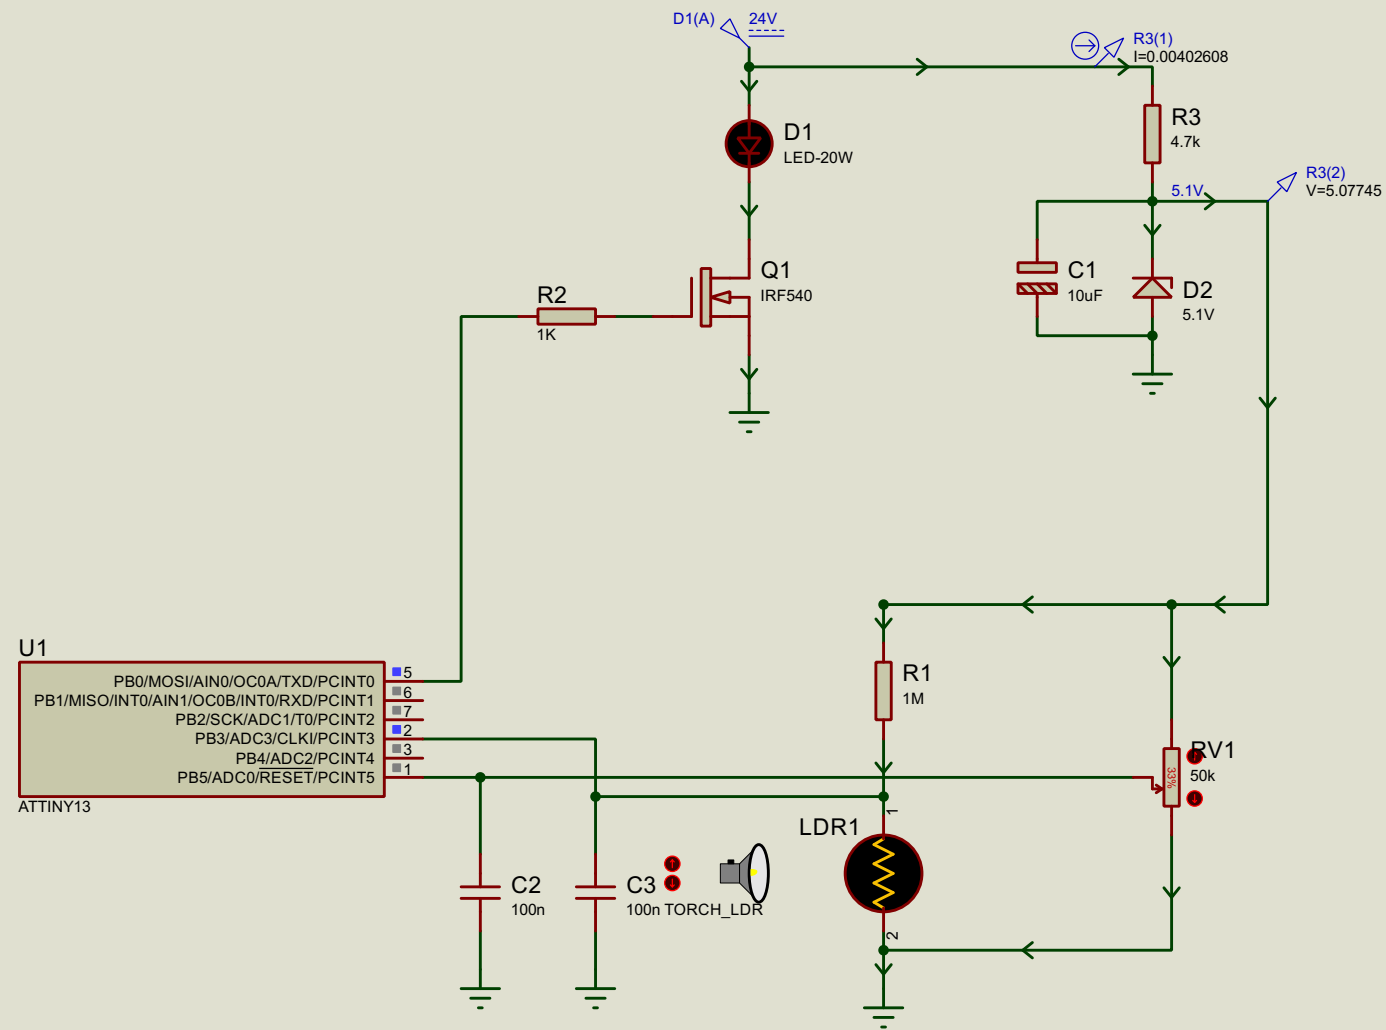 D1(A)
24V
R3(1)
I=0.00402608
R3
4.7k
D1
LED-20W
5.1V
R3(2)
V=5.07745
Q1
IRF540
C1
10uF
D2
5.1V
R2
1K
U1
PB0/MOSI/AIN0/OC0A/TXD/PCINT0
5
PB1/MISO/INT0/AIN1/OC0B/INT0/RXD/PCINT1
6
PB2/SCK/ADC1/T0/PCINT2
7
PB3/ADC3/CLKI/PCINT3
2
PB4/ADC2/PCINT4
3
PB5/ADC0/RESET/PCINT5
1
ATTINY13
R1
1M
RV1
50k
33%
1
LDR1
2
C2
100n
C3
100n
TORCH_LDR